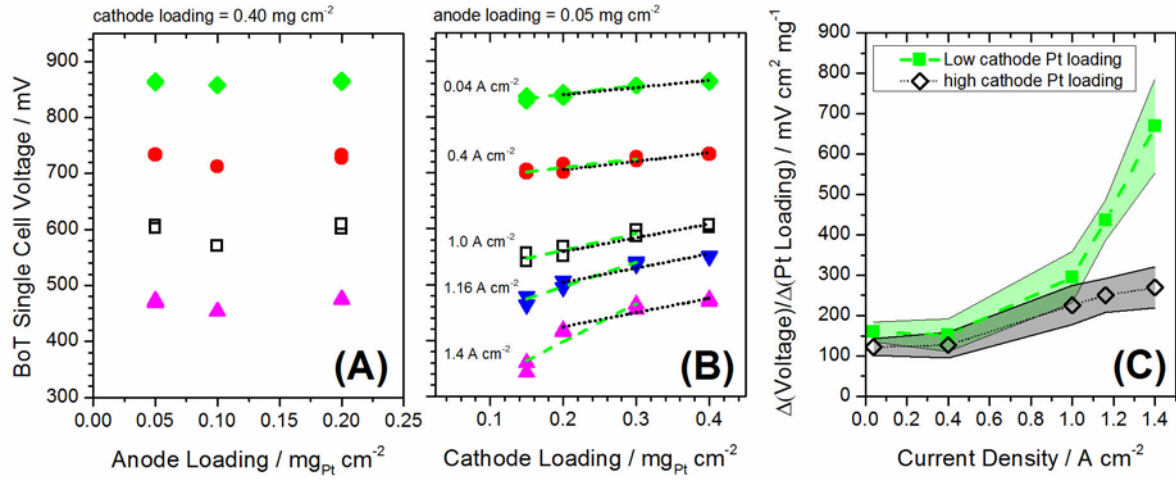 cathode loading = 0.40 mg cm⁻²
BoT Single Cell Voltage / mV
900
800
700
600
500
400
300
(A)
0.00 0.05 0.10 0.15 0.20 0.25
Anode Loading / mg_Pt cm⁻²
anode loading = 0.05 mg cm⁻²
0.04 A cm⁻²
0.4 A cm⁻²
1.0 A cm⁻²
1.16 A cm⁻²
1.4 A cm⁻²
(B)
0.1 0.2 0.3 0.4
Cathode Loading / mg_Pt cm⁻²
Δ(Voltage)/Δ(Pt Loading) / mV cm² mg⁻¹
900
800
700
600
500
400
300
200
100
0
Low cathode Pt loading
high cathode Pt loading
(C)
0.0 0.2 0.4 0.6 0.8 1.0 1.2 1.4
Current Density / A cm⁻²